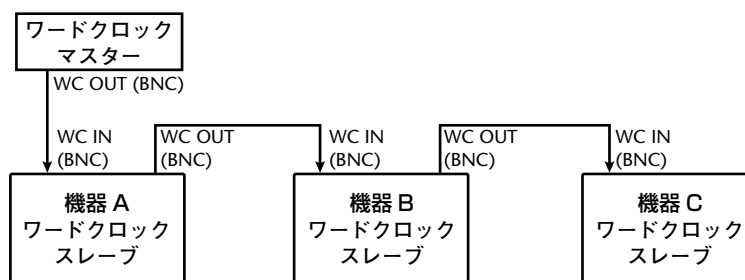 ワードクロック
マスター
WC OUT (BNC)
WC IN
(BNC)
WC OUT
(BNC)
WC IN
(BNC)
WC OUT
(BNC)
WC IN
(BNC)
機器 A
ワードクロック
スレーブ
機器 B
ワードクロック
スレーブ
機器 C
ワードクロック
スレーブ